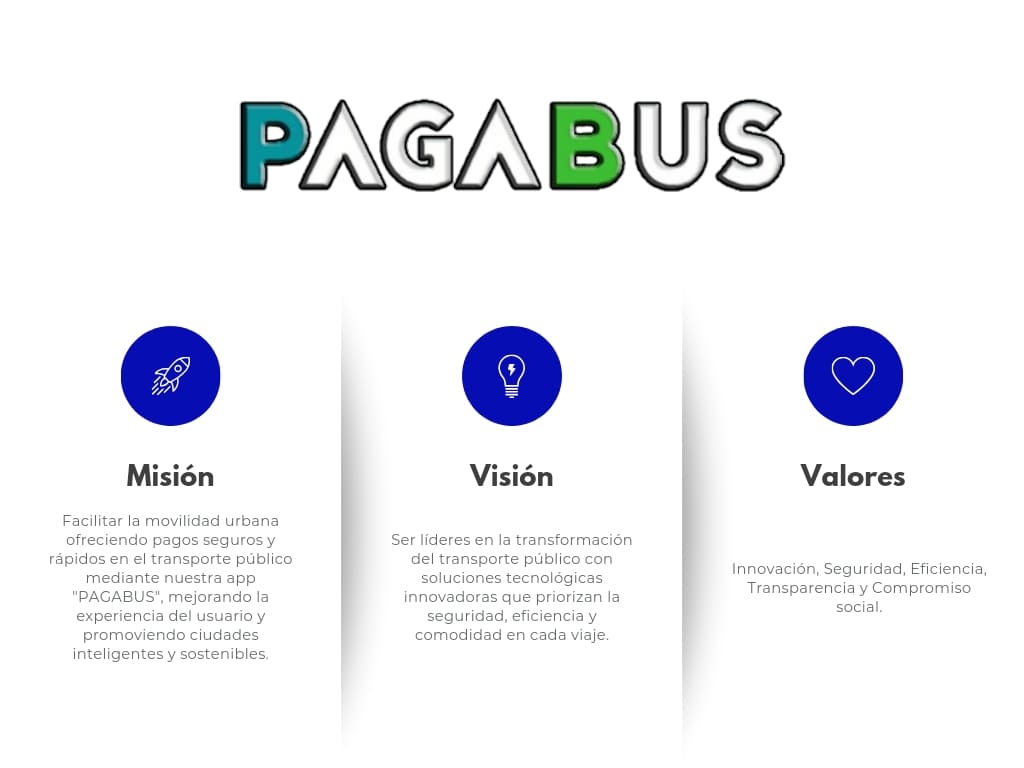 PAGABUS
Misión
Facilitar la movilidad urbana
ofreciendo pagos seguros y
rápidos en el transporte público
mediante nuestra app
"PAGABUS", mejorando la
experiencia del usuario y
promoviendo ciudades
inteligentes y sostenibles.
Visión
Ser líderes en la transformación
del transporte público con
soluciones tecnológicas
innovadoras que priorizan la
seguridad, eficiencia y
comodidad en cada viaje.
Valores
Innovación, Seguridad, Eficiencia,
Transparencia y Compromiso
social.